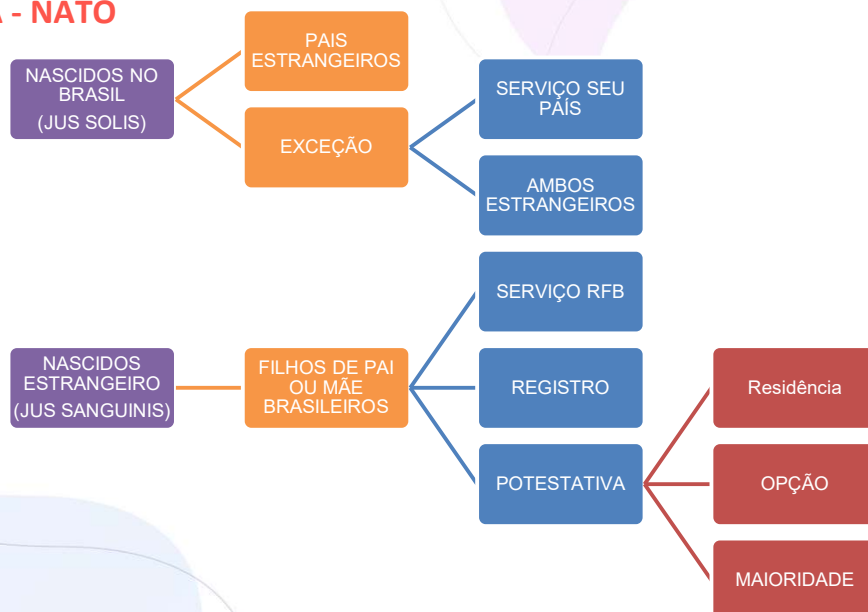 A - NATO
PAIS
ESTRANGEIROS
NASCIDOS NO
BRASIL
(JUS SOLIS)
EXCEÇÃO
SERVIÇO SEU
PAÍS
AMBOS
ESTRANGEIROS
SERVIÇO RFB
NASCIDOS
ESTRANGEIRO
(JUS SANGUINIS)
FILHOS DE PAI
OU MÃE
BRASILEIROS
REGISTRO
POTESTATIVA
Residência
OPÇÃO
MAIORIDADE